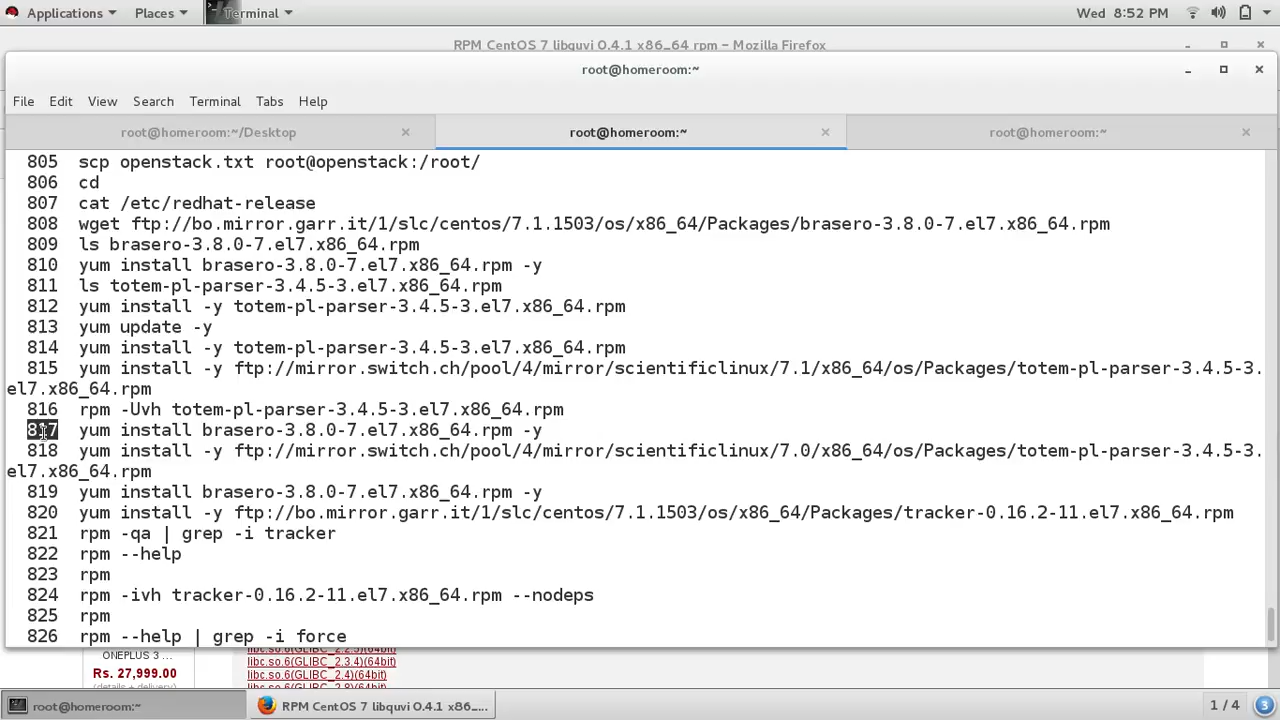 Applications
Places
Terminal
Wed 8:52 PM
RPM CentOS 7 libquvi 0.4.1 x86_64 rpm - Mozilla Firefox
root@homeroom:~
File Edit View Search Terminal Tabs Help
root@homeroom:~/Desktop
root@homeroom:~
root@homeroom:~
805 scp openstack.txt root@openstack:/root/
806 cd
807 cat /etc/redhat-release
808 wget ftp://bo.mirror.garr.it/1/slc/centos/7.1.1503/os/x86_64/Packages/brasero-3.8.0-7.el7.x86_64.rpm
809 ls brasero-3.8.0-7.el7.x86_64.rpm
810 yum install brasero-3.8.0-7.el7.x86_64.rpm -y
811 ls totem-pl-parser-3.4.5-3.el7.x86_64.rpm
812 yum install -y totem-pl-parser-3.4.5-3.el7.x86_64.rpm
813 yum update -y
814 yum install -y totem-pl-parser-3.4.5-3.el7.x86_64.rpm
815 yum install -y ftp://mirror.switch.ch/pool/4/mirror/scientificlinux/7.1/x86_64/os/Packages/totem-pl-parser-3.4.5-3.
el7.x86_64.rpm
816 rpm -Uvh totem-pl-parser-3.4.5-3.el7.x86_64.rpm
817 yum install brasero-3.8.0-7.el7.x86_64.rpm -y
818 yum install -y ftp://mirror.switch.ch/pool/4/mirror/scientificlinux/7.0/x86_64/os/Packages/totem-pl-parser-3.4.5-3.
el7.x86_64.rpm
819 yum install brasero-3.8.0-7.el7.x86_64.rpm -y
820 yum install -y ftp://bo.mirror.garr.it/1/slc/centos/7.1.1503/os/x86_64/Packages/tracker-0.16.2-11.el7.x86_64.rpm
821 rpm -qa | grep -i tracker
822 rpm --help
823 rpm
824 rpm -ivh tracker-0.16.2-11.el7.x86_64.rpm --nodeps
825 rpm
826 rpm --help | grep -i force
ONEPLUS 3 ...
Rs. 27,999.00
(details + delivery)
libc.so.6(GLIBC_2.3.4)(64bit)
libc.so.6(GLIBC_2.4)(64bit)
root@homeroom:~
RPM CentOS 7 libquvi 0.4.1 x86_...
1 / 4
3